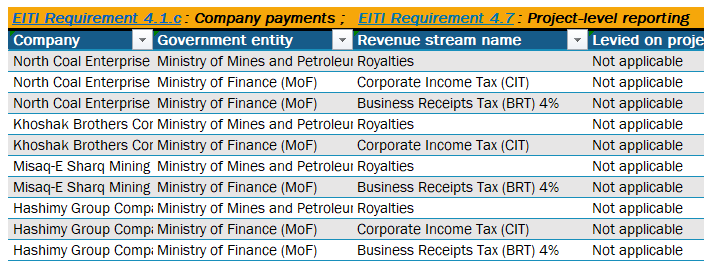 EITI Requirement 4.1.c : Company payments ; EITI Requirement 4.7 : Project-level reporting
Company Government entity Revenue stream name Levied on proje
North Coal Enterprise Ministry of Mines and Petroleu Royalties Not applicable
North Coal Enterprise Ministry of Finance (MoF) Corporate Income Tax (CIT) Not applicable
North Coal Enterprise Ministry of Finance (MoF) Business Receipts Tax (BRT) 4% Not applicable
Khoshak Brothers Cor Ministry of Mines and Petroleu Royalties Not applicable
Khoshak Brothers Cor Ministry of Finance (MoF) Corporate Income Tax (CIT) Not applicable
Misaq-E Sharq Mining Ministry of Mines and Petroleu Royalties Not applicable
Misaq-E Sharq Mining Ministry of Finance (MoF) Business Receipts Tax (BRT) 4% Not applicable
Hashimy Group Compa Ministry of Mines and Petroleu Royalties Not applicable
Hashimy Group Compa Ministry of Finance (MoF) Corporate Income Tax (CIT) Not applicable
Hashimy Group Compa Ministry of Finance (MoF) Business Receipts Tax (BRT) 4% Not applicable